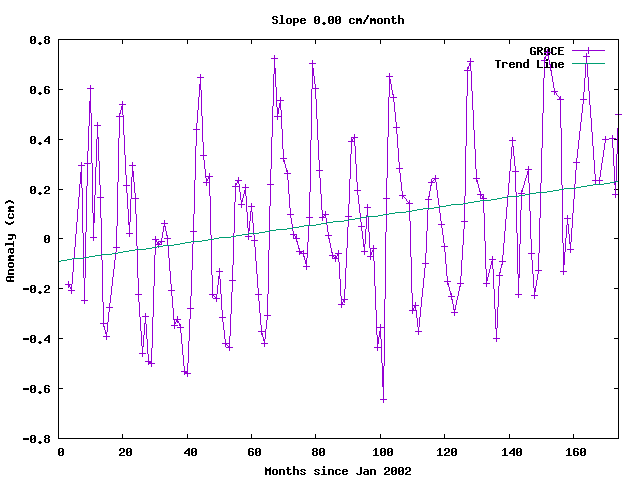 Slope 0.00 cm/month
GRACE
Trend Line
Anomaly (cm)
0.8
0.6
0.4
0.2
0
-0.2
-0.4
-0.6
-0.8
0 20 40 60 80 100 120 140 160
Months since Jan 2002